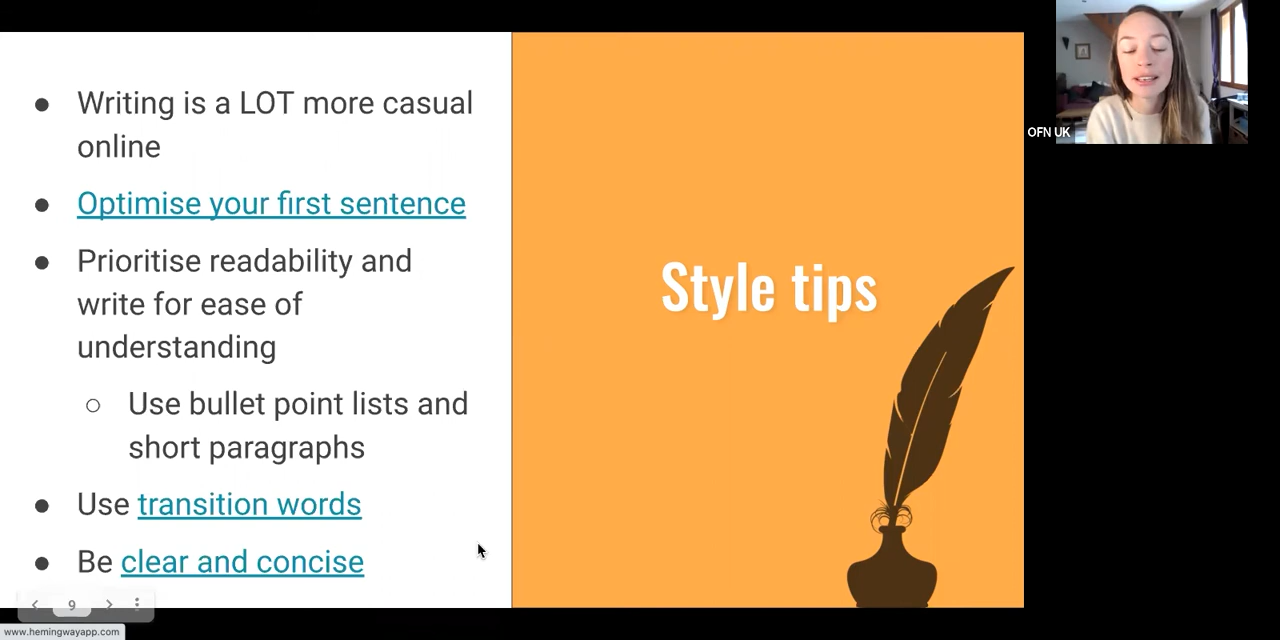 Writing is a LOT more casual
online
Optimise your first sentence
Prioritise readability and
write for ease of
understanding
Use bullet point lists and
short paragraphs
Use transition words
Be clear and concise
Style tips
OFN UK
9
www.hemingwayapp.com